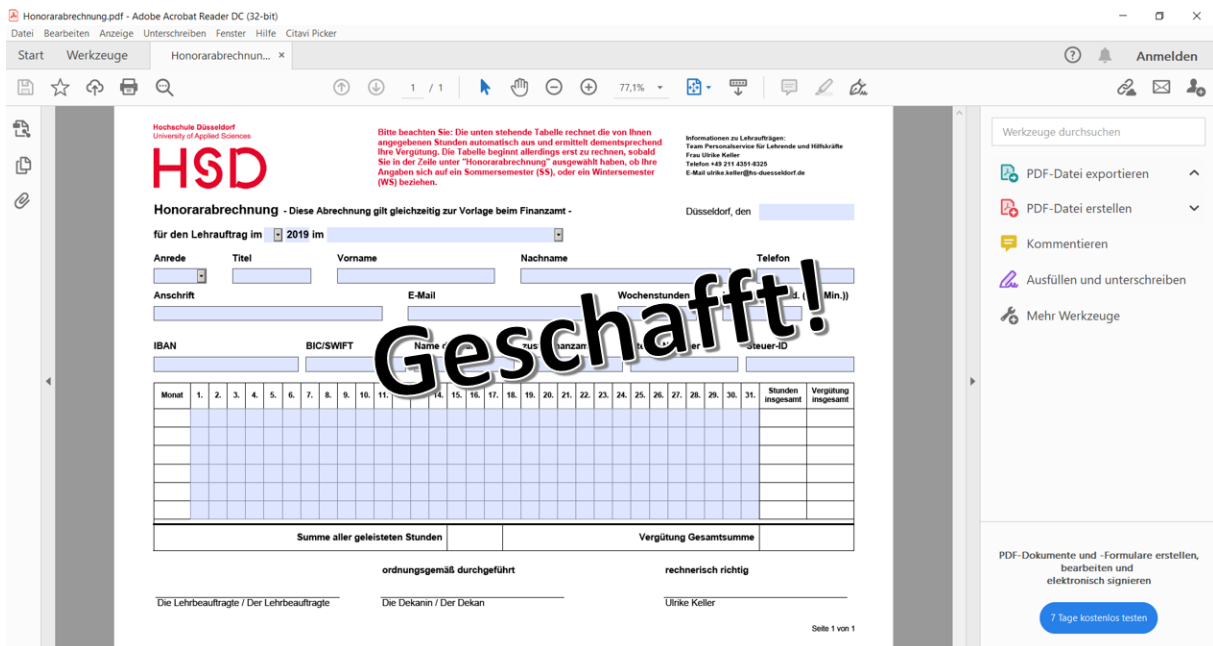 Honorarabrechnung.pdf - Adobe Acrobat Reader DC (32-bit)
Datei Bearbeiten Anzeige Unterschreiben Fenster Hilfe Citavi Picker
Start Werkzeuge Honorarabrechnun... ×
Anmelden
1 / 1 77,1%
Hochschule Düsseldorf
University of Applied Sciences
HSD
Bitte beachten Sie: Die unten stehende Tabelle rechnet die von Ihnen
angegebenen Stunden automatisch aus und ermittelt dementsprechend
Ihre Vergütung. Die Tabelle beginnt allerdings erst zu rechnen, sobald
Sie in der Zeile unter "Honorarabrechnung" ausgewählt haben, ob Ihre
Angaben sich auf ein Sommersemester (SS), oder ein Wintersemester
(WS) beziehen.
Informationen zu Lehraufträgen:
Team Personalservice für Lehrende und Hilfskräfte
Frau Ulrike Keller
Telefon +49 211 4351-8325
E-Mail ulrike.keller@hs-duesseldorf.de
Honorarabrechnung - Diese Abrechnung gilt gleichzeitig zur Vorlage beim Finanzamt -
Düsseldorf, den
für den Lehrauftrag im 2019 im
Anrede Titel Vorname Nachname Telefon
Anschrift E-Mail Wochenstunden Min.))
Geschafft!
IBAN BIC/SWIFT Name Steuer-ID
Monat 1. 2. 3. 4. 5. 6. 7. 8. 9. 10. 11. 14. 15. 16. 17. 18. 19. 20. 21. 22. 23. 24. 25. 26. 27. 28. 29. 30. 31. Stunden insgesamt Vergütung insgesamt
Summe aller geleisteten Stunden Vergütung Gesamtsumme
ordnungsgemäß durchgeführt rechnerisch richtig
Die Lehrbeauftragte / Der Lehrbeauftragte Die Dekanin / Der Dekan Ulrike Keller
Seite 1 von 1
Werkzeuge durchsuchen
PDF-Datei exportieren
PDF-Datei erstellen
Kommentieren
Ausfüllen und unterschreiben
Mehr Werkzeuge
PDF-Dokumente und -Formulare erstellen,
bearbeiten und
elektronisch signieren
7 Tage kostenlos testen